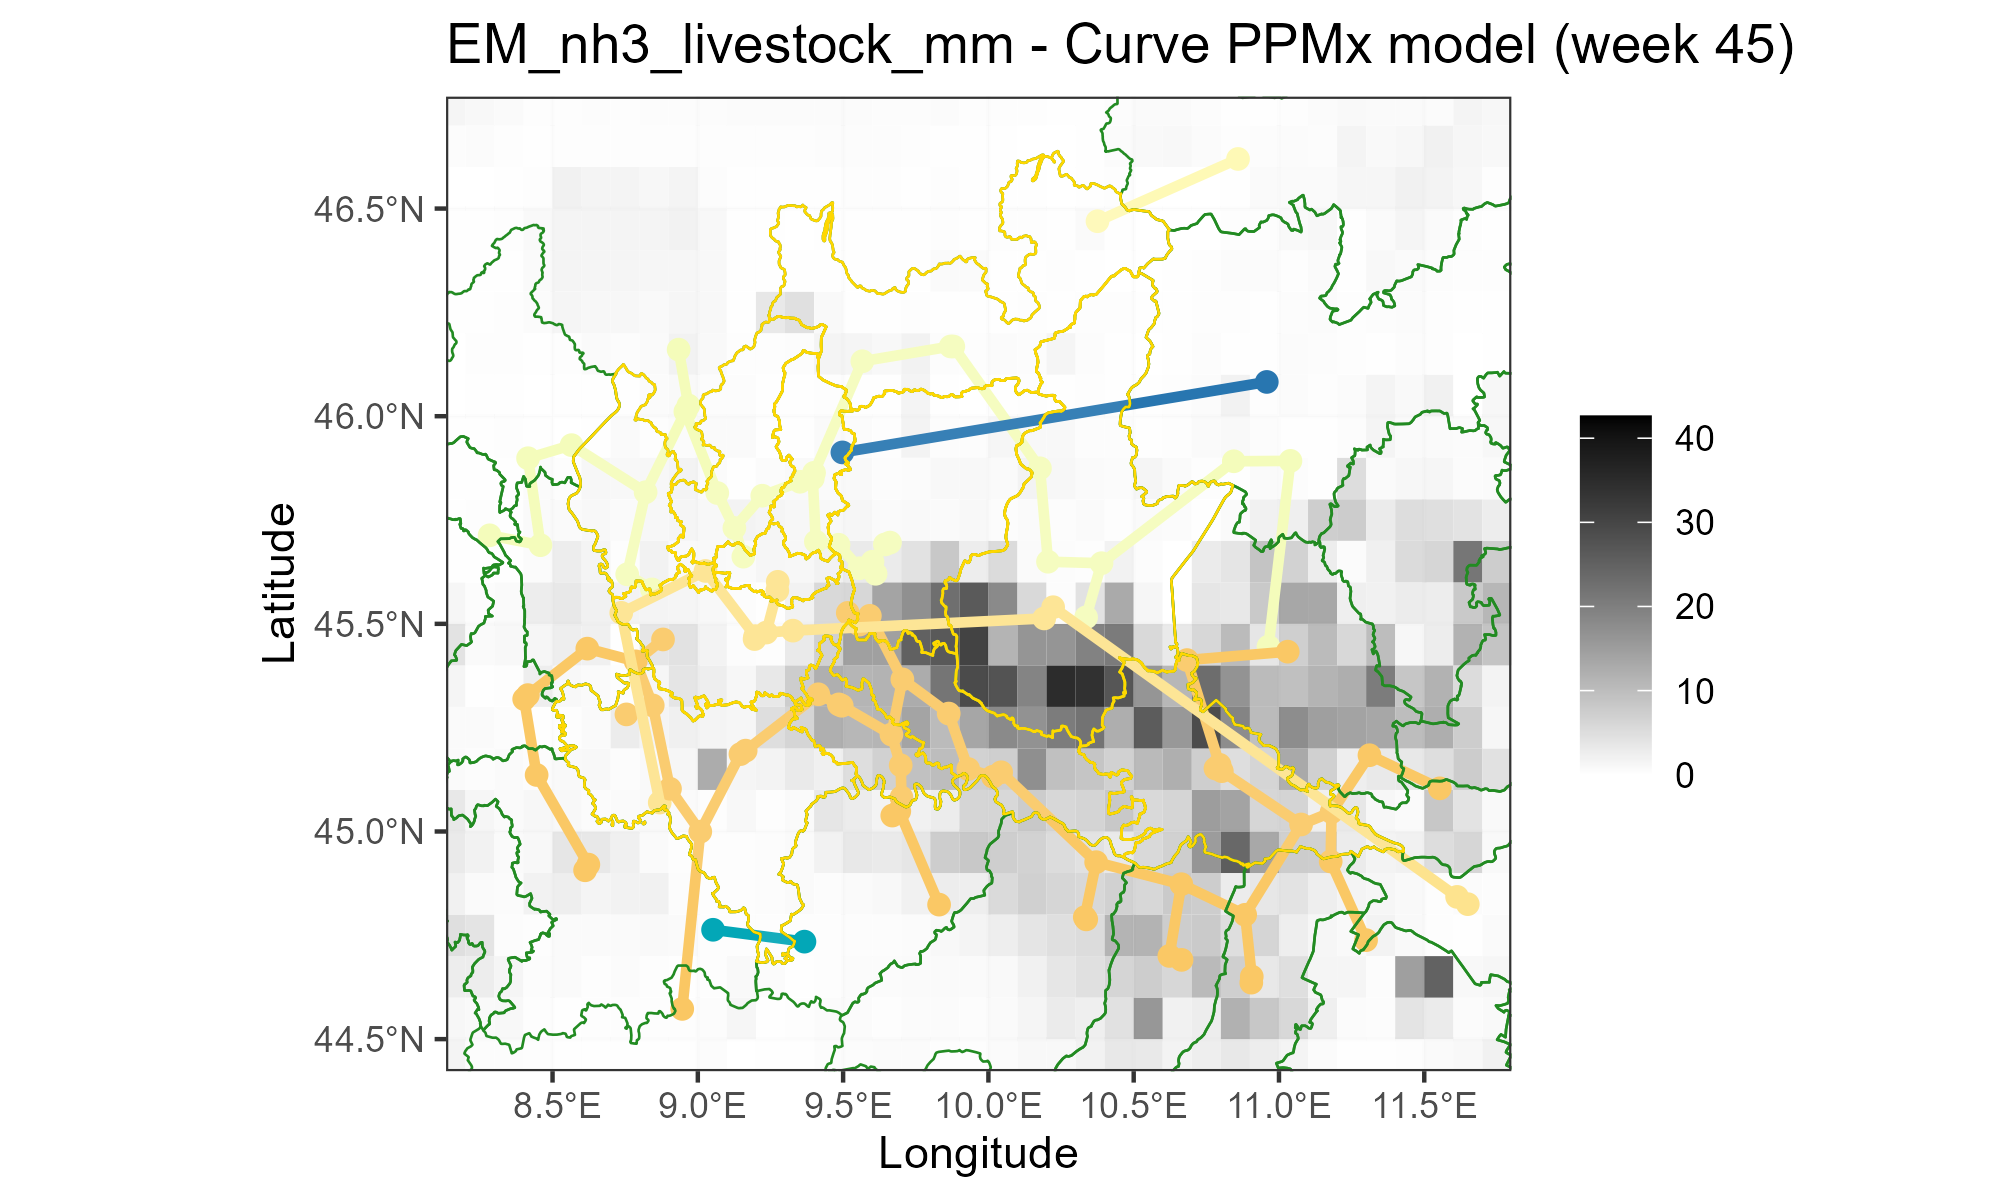 EM_nh3_livestock_mm - Curve PPMx model (week 45)
Latitude
46.5°N
46.0°N
45.5°N
45.0°N
44.5°N
8.5°E 9.0°E 9.5°E 10.0°E 10.5°E 11.0°E 11.5°E
Longitude
40
30
20
10
0